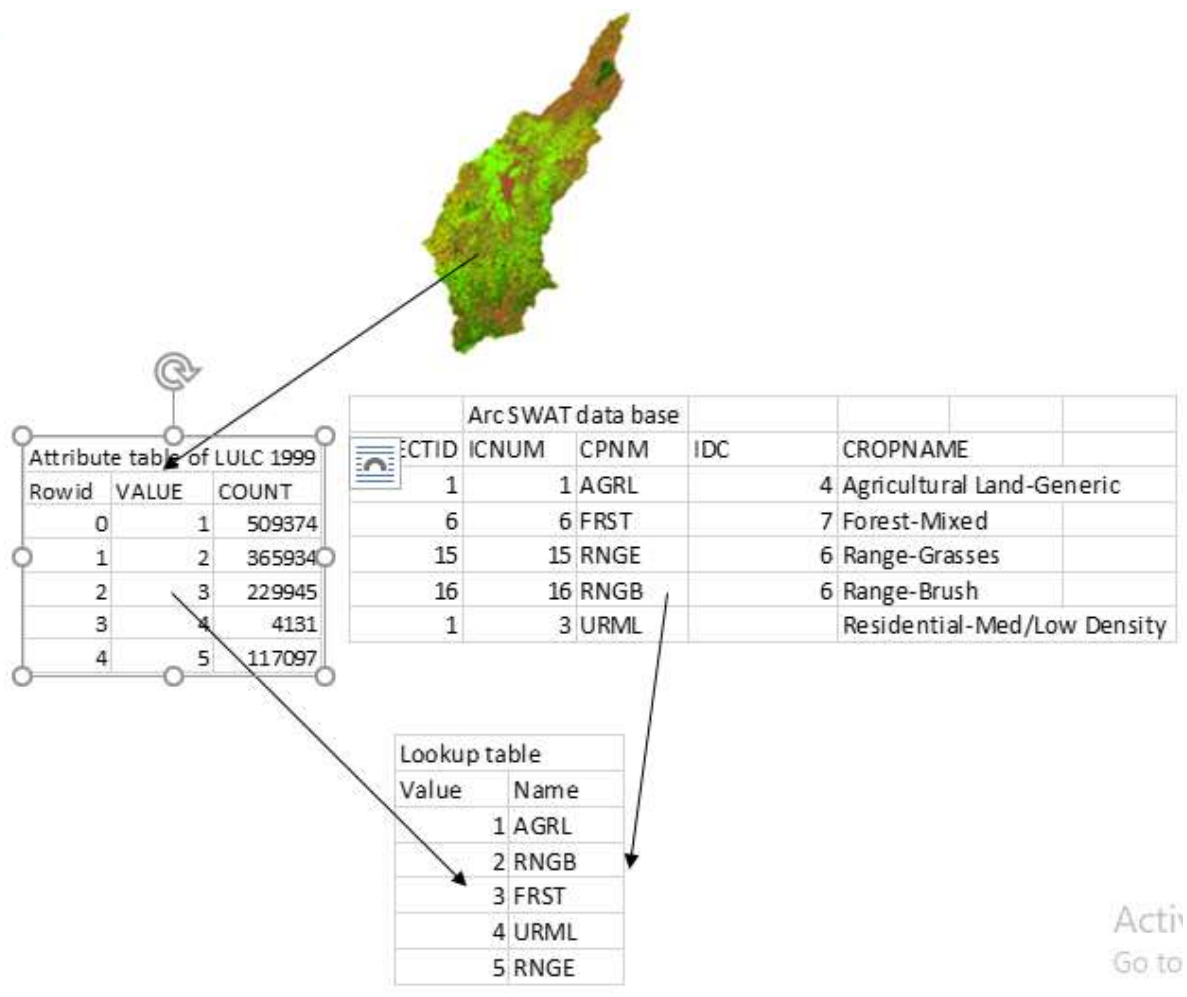 Attribute table of LULC 1999
Rowid VALUE COUNT
0 1 509374
1 2 365934
2 3 229945
3 4 4131
4 5 117097
Arc SWAT data base
ECTID ICNUM CPNM IDC CROPNAME
1 1 AGRL 4 Agricultural Land-Generic
6 6 FRST 7 Forest-Mixed
15 15 RNGE 6 Range-Grasses
16 16 RNGB 6 Range-Brush
1 3 URML Residential-Med/Low Density
Lookup table
Value Name
1 AGRL
2 RNGB
3 FRST
4 URML
5 RNGE
Go to